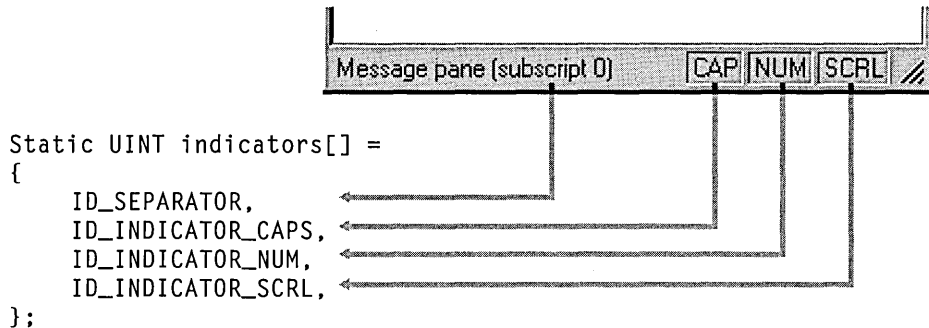 Message pane (subscript 0) CAP NUM SCRL
Static UINT indicators[] =
{
ID_SEPARATOR,
ID_INDICATOR_CAPS,
ID_INDICATOR_NUM,
ID_INDICATOR_SCRL,
};